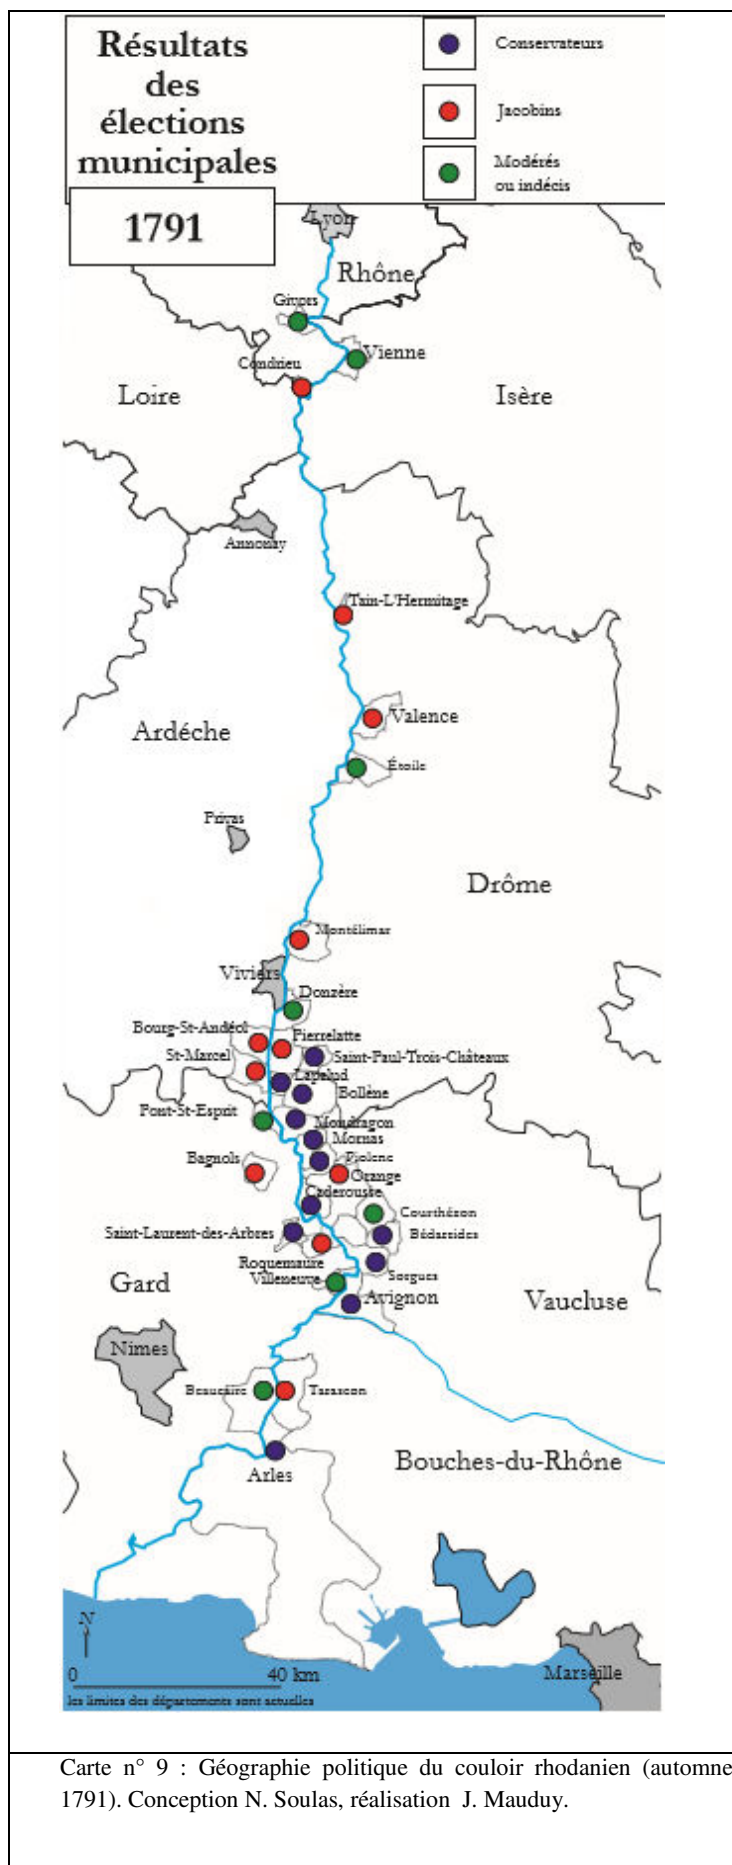 Résultats
des
élections
municipales
1791
Conservateurs
Jacobins
Modérés
ou indécis
Lyon
Rhône
Givors
Vienne
Condrieu
Loire
Isère
Annonay
Tain-L'Hermitage
Valence
Ardéche
Étoile
Privas
Drôme
Montélimar
Viviers
Donzère
Bourg-St-Andéol
Pierrelatte
St-Marcel
Saint-Paul-Trois-Châteaux
Lapalud
Bollène
Pont-St-Esprit
Mondragon
Mornas
Bagnols
Piolenc
Orange
Caderousse
Courthézon
Saint-Laurent-des-Arbres
Bédarrides
Roquemaure
Sorgues
Villeneuve
Gard
Avignon
Vaucluse
Nîmes
Beaucaire
Tarascon
Arles
Bouches-du-Rhône
N
0
40 km
Marseille
les limites des départements sont actuelles
Carte n° 9 : Géographie politique du couloir rhodanien (automne
1791). Conception N. Soulas, réalisation J. Mauduy.